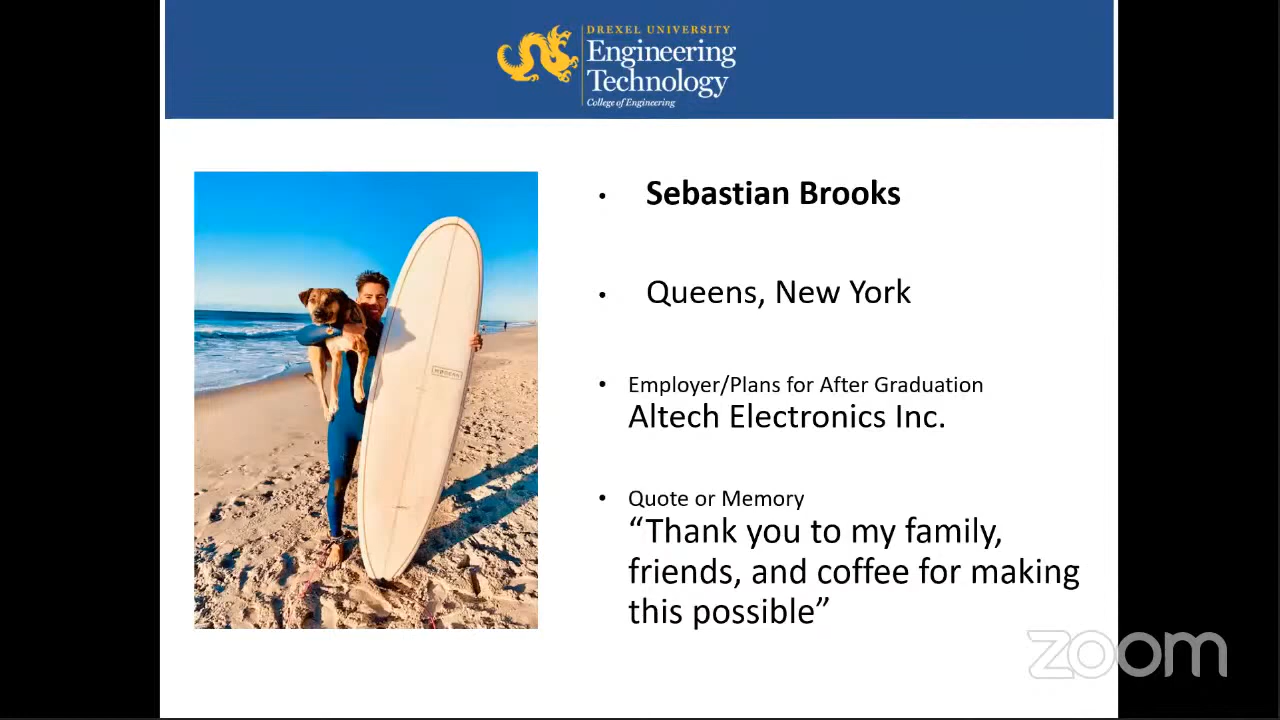 DREXEL UNIVERSITY
Engineering
Technology
College of Engineering
Sebastian Brooks
Queens, New York
Employer/Plans for After Graduation
Altech Electronics Inc.
Quote or Memory
“Thank you to my family,
friends, and coffee for making
this possible”
MODERN
zoom